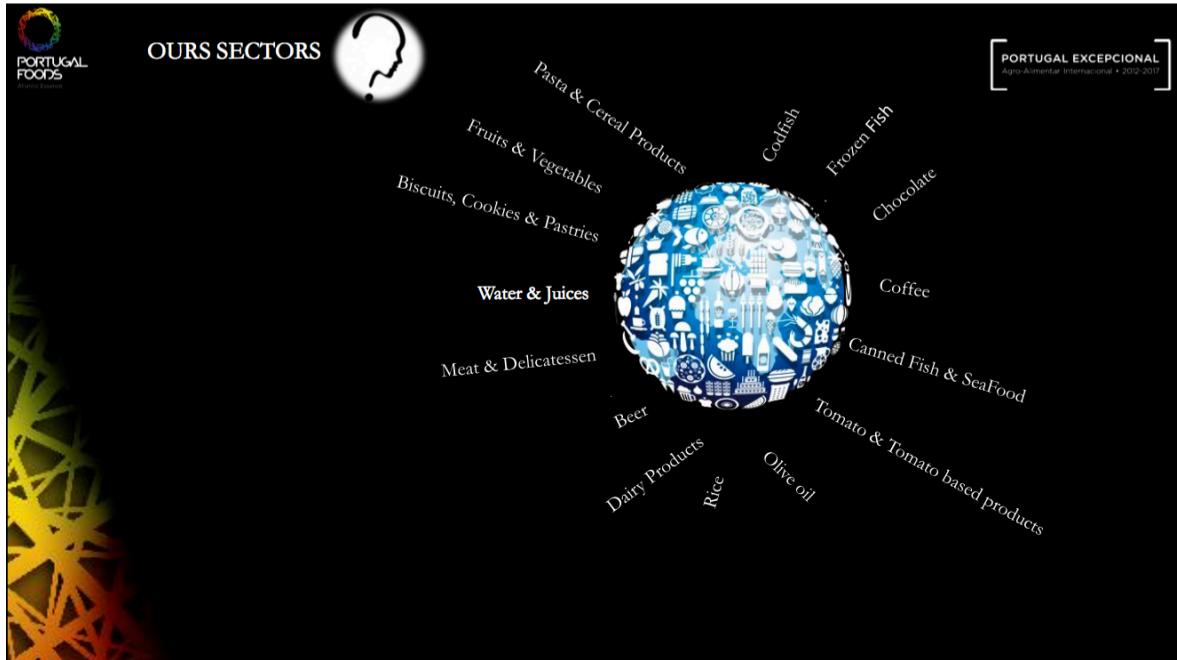 PORTUGAL
FOODS
OURS SECTORS
PORTUGAL EXCEPCIONAL
Agro-Alimentar Internacional • 2012-2017
Pasta & Cereal Products
Codfish
Frozen Fish
Fruits & Vegetables
Chocolate
Biscuits, Cookies & Pastries
Water & Juices
Coffee
Meat & Delicatessen
Canned Fish & SeaFood
Beer
Tomato & Tomato based products
Dairy Products
Rice
Olive oil